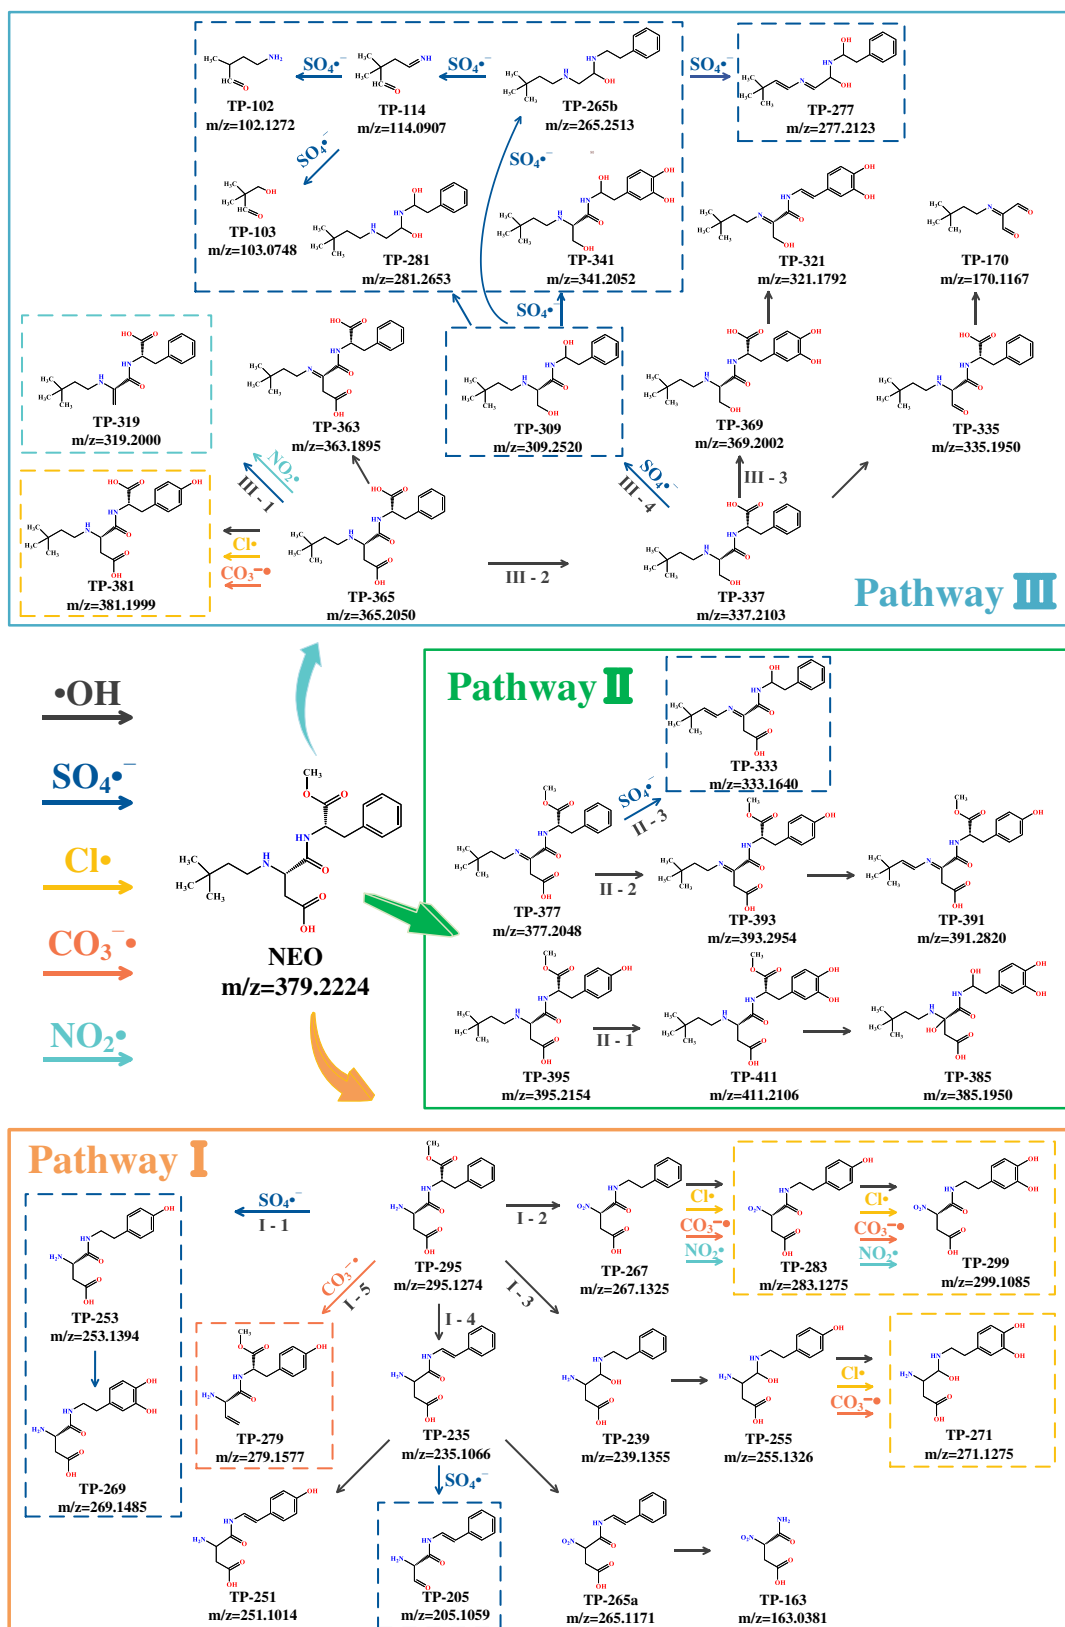 SO₄•⁻
SO₄•⁻
SO₄•⁻
TP-102
m/z=102.1272
TP-114
m/z=114.0907
TP-265b
m/z=265.2513
TP-277
m/z=277.2123
SO₄•⁻
SO₄•⁻
TP-103
m/z=103.0748
TP-281
m/z=281.2653
TP-341
m/z=341.2052
TP-321
m/z=321.1792
TP-170
m/z=170.1167
SO₄•⁻
TP-319
m/z=319.2000
TP-363
m/z=363.1895
TP-309
m/z=309.2520
TP-369
m/z=369.2002
TP-335
m/z=335.1950
NO₂•
III - 1
SO₄•⁻
III - 4
III - 3
Cl•
CO₃⁻•
III - 2
TP-381
m/z=381.1999
TP-365
m/z=365.2050
TP-337
m/z=337.2103
Pathway III
•OH
SO₄•⁻
Cl•
CO₃⁻•
NO₂•
NEO
m/z=379.2224
Pathway II
TP-333
m/z=333.1640
SO₄•⁻
II - 3
II - 2
TP-377
m/z=377.2048
TP-393
m/z=393.2954
TP-391
m/z=391.2820
II - 1
TP-395
m/z=395.2154
TP-411
m/z=411.2106
TP-385
m/z=385.1950
Pathway I
SO₄•⁻
I - 1
I - 2
Cl•
CO₃⁻•
NO₂•
Cl•
CO₃⁻•
NO₂•
TP-295
m/z=295.1274
TP-267
m/z=267.1325
TP-283
m/z=283.1275
TP-299
m/z=299.1085
CO₃⁻•
I - 5
I - 4
I - 3
TP-253
m/z=253.1394
Cl•
CO₃⁻•
TP-279
m/z=279.1577
TP-235
m/z=235.1066
TP-239
m/z=239.1355
TP-255
m/z=255.1326
TP-271
m/z=271.1275
SO₄•⁻
TP-269
m/z=269.1485
TP-251
m/z=251.1014
TP-205
m/z=205.1059
TP-265a
m/z=265.1171
TP-163
m/z=163.0381